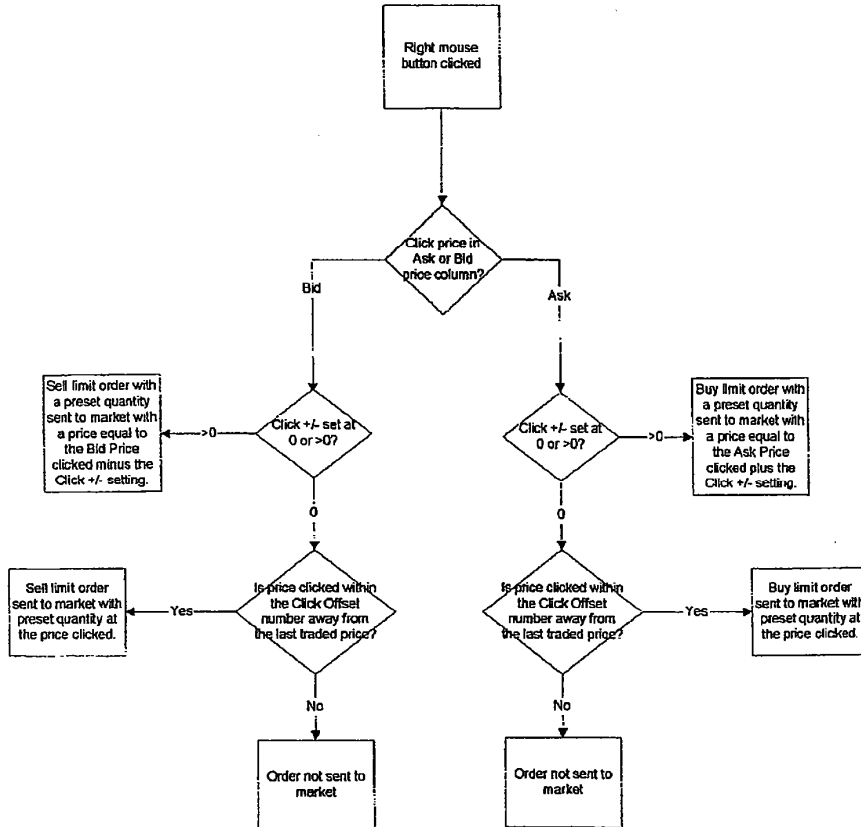 Right mouse
button clicked
Click price in
Ask or Bid
price column?
Bid
Ask
Sell limit order with
a preset quantity
sent to market with
a price equal to
the Bid Price
clicked minus the
Click +/- setting.
>0
Click +/- set at
0 or >0?
Click +/- set at
0 or >0?
>0
Buy limit order with
a preset quantity
sent to market with
a price equal to
the Ask Price
clicked plus the
Click +/- setting.
0
0
Sell limit order
sent to market with
preset quantity at
the price clicked.
Yes
Is price clicked within
the Click Offset
number away from
the last traded price?
Is price clicked within
the Click Offset
number away from
the last traded price?
Yes
Buy limit order
sent to market with
preset quantity at
the price clicked.
No
No
Order not sent to
market
Order not sent to
market